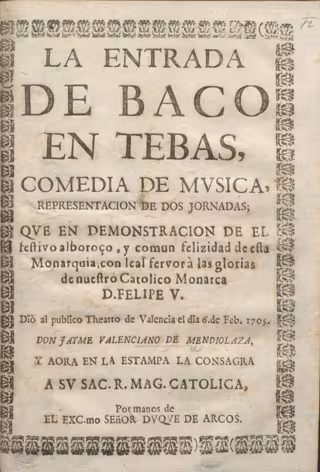 12
LA ENTRADA
DE BACO
EN TEBAS,
COMEDIA DE MVSICA,
REPRESENTACION DE DOS JORNADAS;
QVE EN DEMONSTRACION DE EL
festivo alboroço, y comun felizidad de esta
Monarquia, con leal fervor à las glorias
de nuestro Catolico Monarca
D. FELIPE V.
Diò al publico Theatro de Valencia el dia 6. de Feb. 1705.
DON JAYME VALENCIANO DE MENDIOLAZA,
Y AORA EN LA ESTAMPA LA CONSAGRA
A SV SAC. R. MAG. CATOLICA,
Por manos de
EL EXC.mo SEñOR DVQVE DE ARCOS.